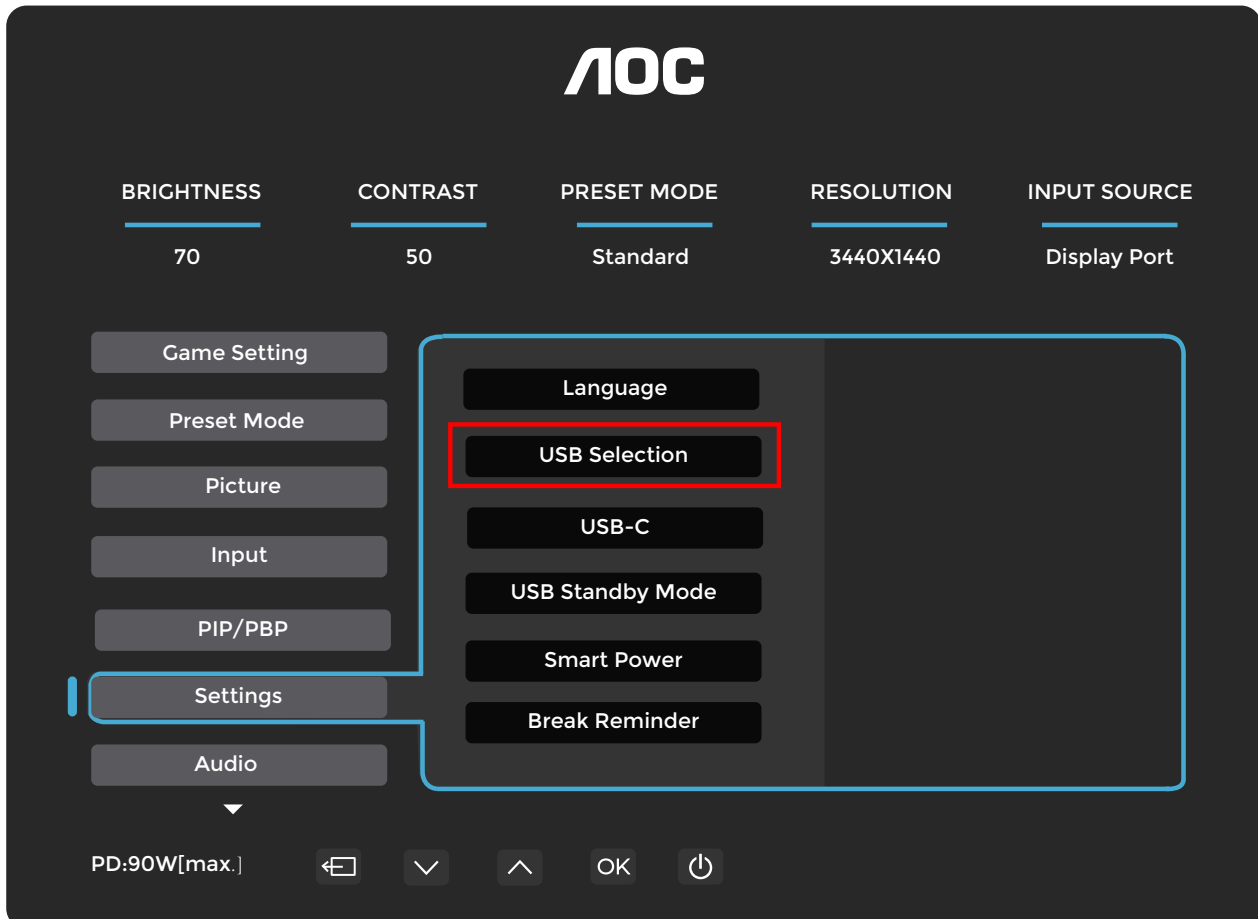 AOC
BRIGHTNESS CONTRAST PRESET MODE RESOLUTION INPUT SOURCE
70 50 Standard 3440X1440 Display Port
Game Setting
Preset Mode
Picture
Input
PIP/PBP
Settings
Audio
Language
USB Selection
USB-C
USB Standby Mode
Smart Power
Break Reminder
PD:90W[max.] OK